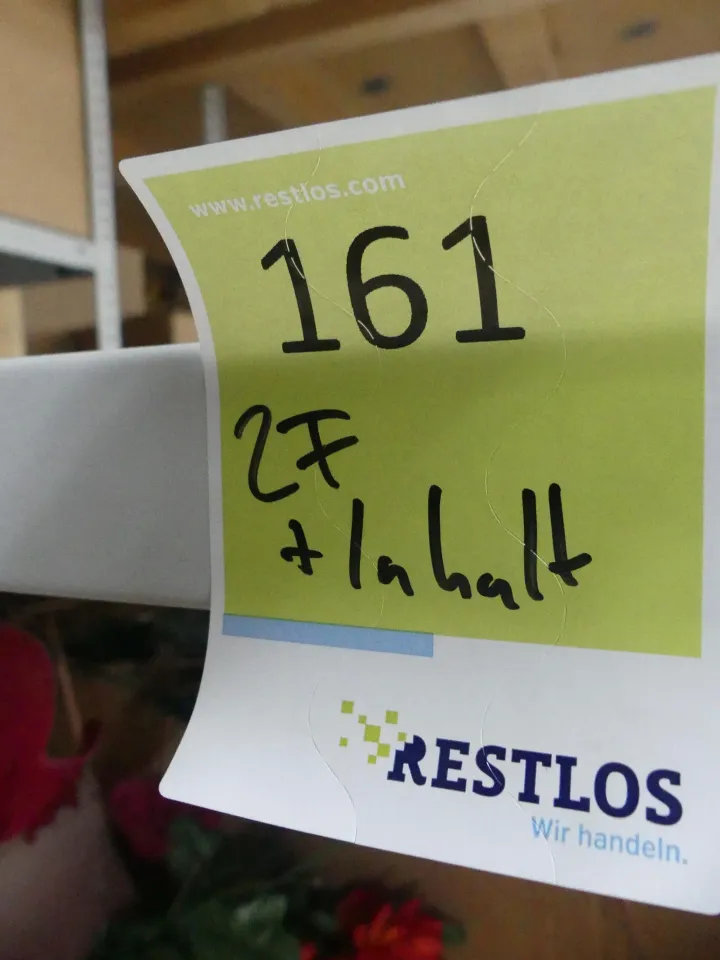 www.restlos.com
161
2F
+ Inhalt
RESTLOS
Wir handeln.